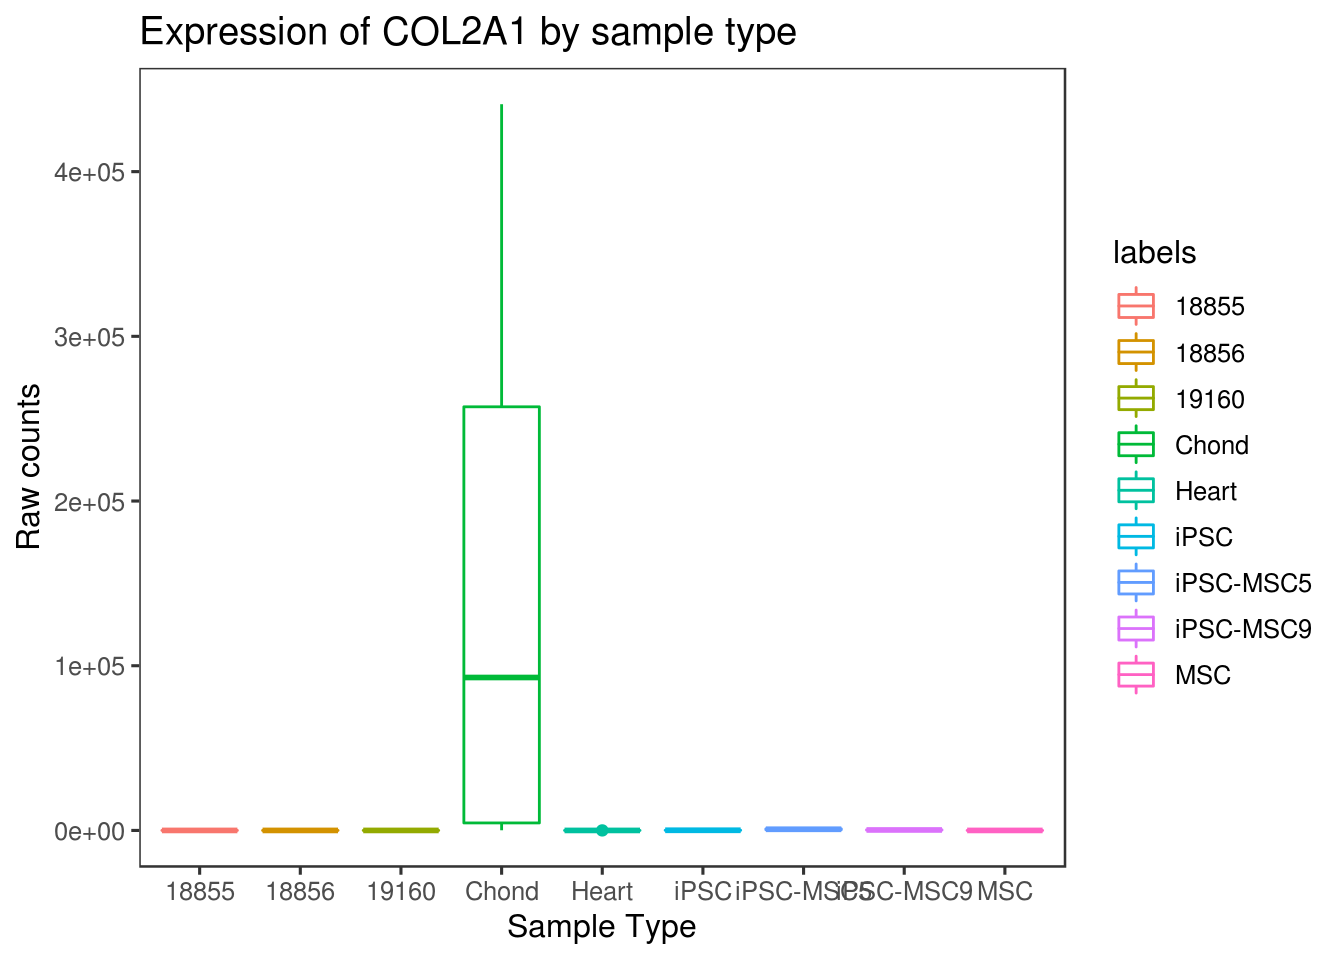 Expression of COL2A1 by sample type
Raw counts
4e+05
3e+05
2e+05
1e+05
0e+00
18855 18856 19160 Chond Heart iPSC iPSC-MSC5 iPSC-MSC9 MSC
Sample Type
labels
18855
18856
19160
Chond
Heart
iPSC
iPSC-MSC5
iPSC-MSC9
MSC